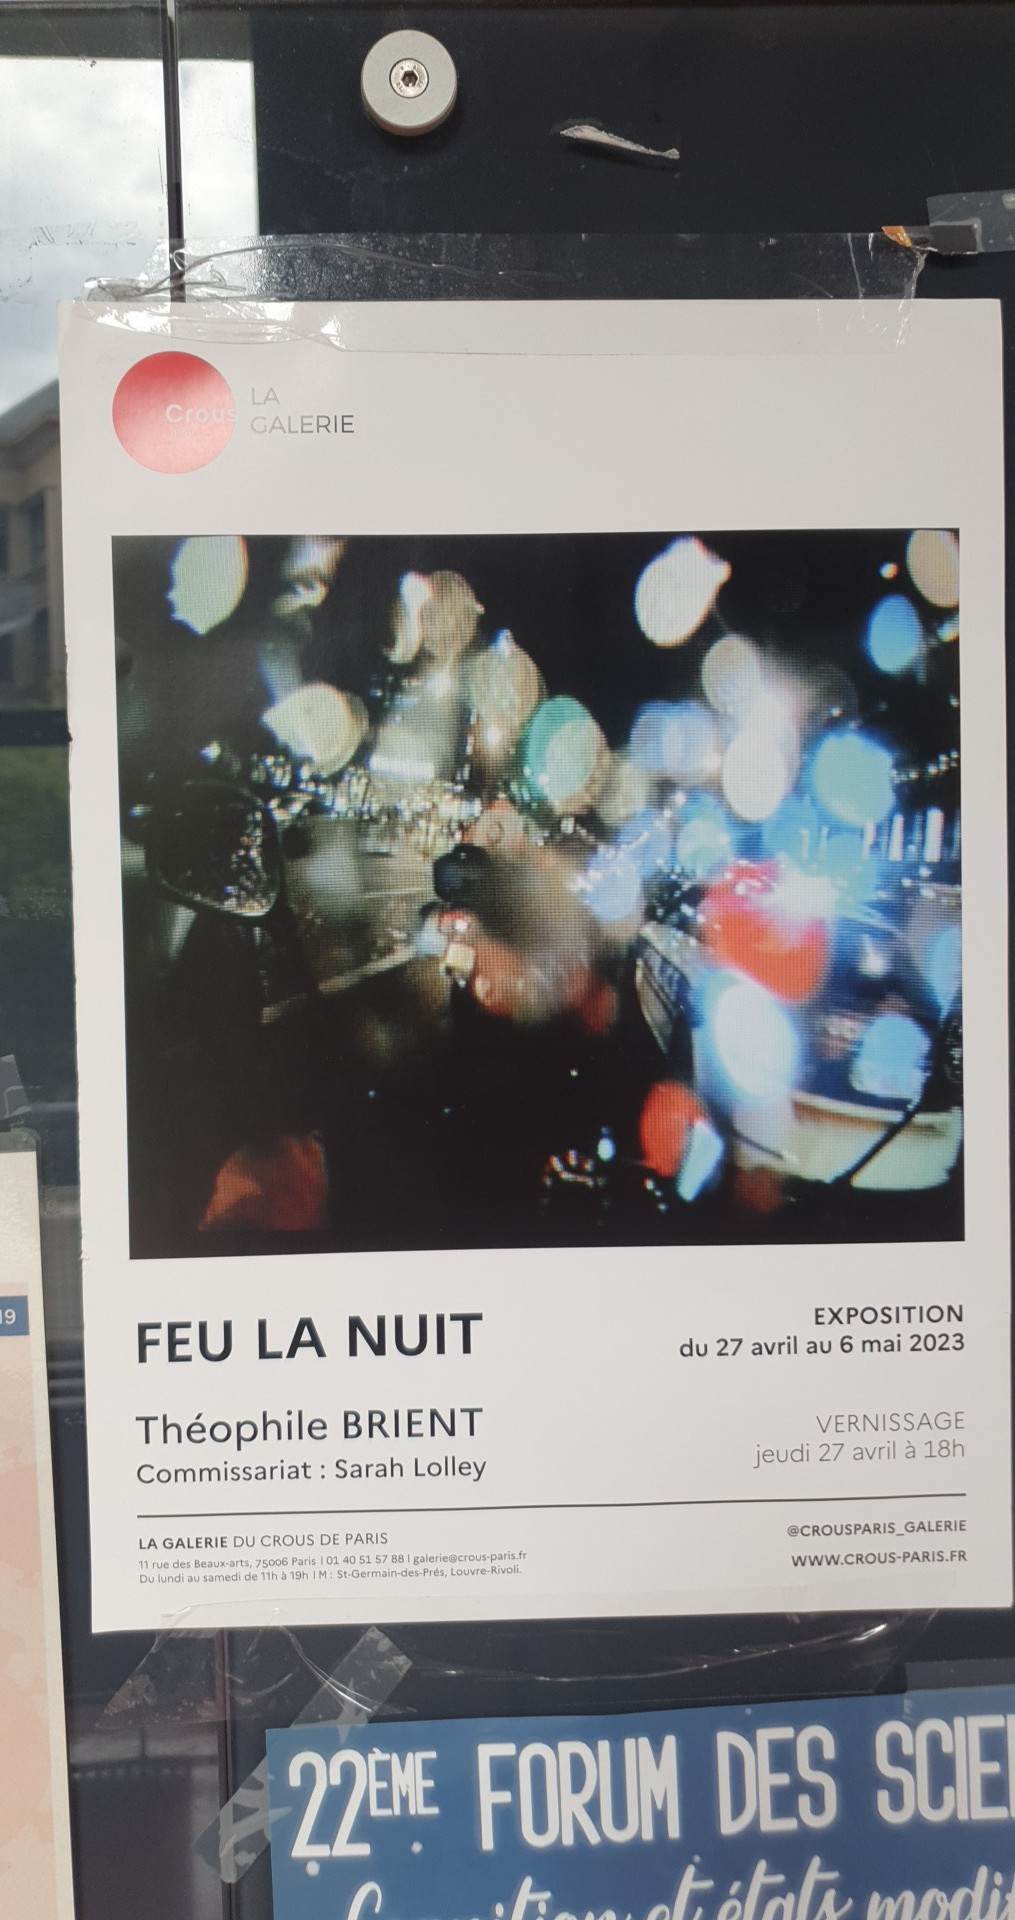 Crous
LA
GALERIE
FEU LA NUIT
EXPOSITION
du 27 avril au 6 mai 2023
Théophile BRIENT
Commissariat : Sarah Lolley
VERNISSAGE
jeudi 27 avril à 18h
LA GALERIE DU CROUS DE PARIS
11 rue des Beaux-arts, 75006 Paris I 01 40 51 57 88 I galerie@crous-paris.fr
Du lundi au samedi de 11h à 19h I M : St-Germain-des-Prés, Louvre-Rivoli.
@CROUSPARIS_GALERIE
WWW.CROUS-PARIS.FR
19
22ÈME FORUM DES SCIE
et états modif